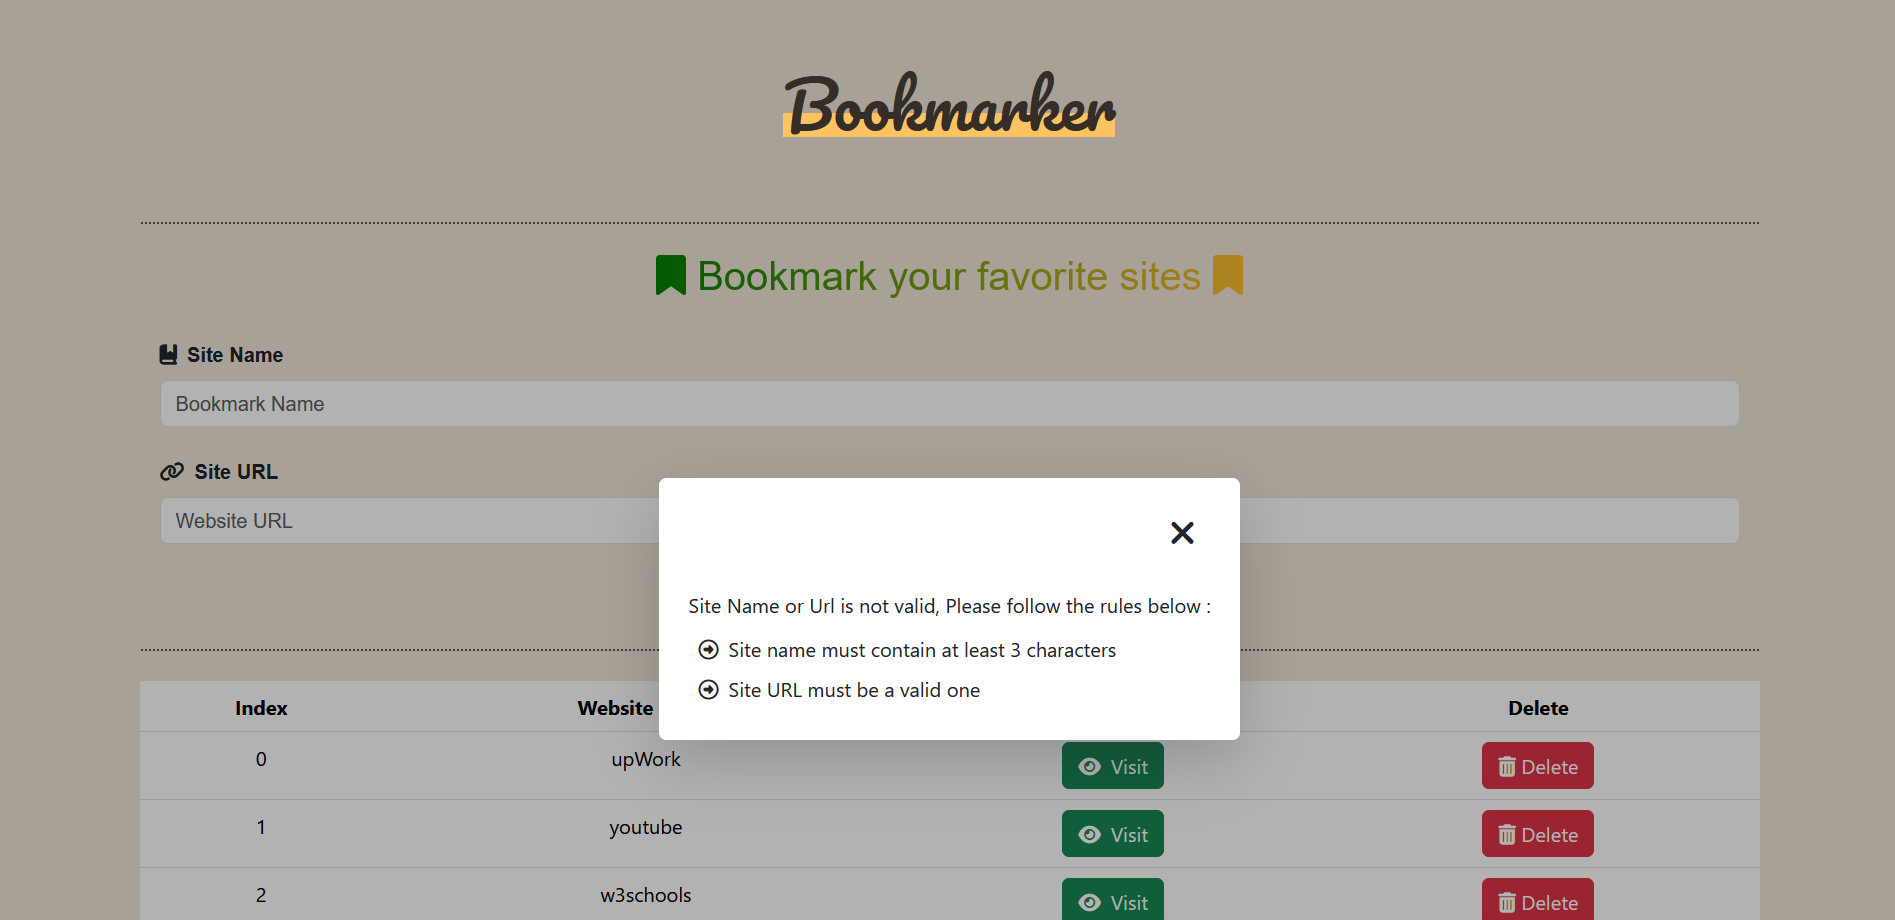 Bookmarker
Bookmark your favorite sites
Site Name
Bookmark Name
Site URL
Website URL
Site Name or Url is not valid, Please follow the rules below :
Site name must contain at least 3 characters
Site URL must be a valid one
Index Website Delete
0 upWork Visit Delete
1 youtube Visit Delete
2 w3schools Visit Delete